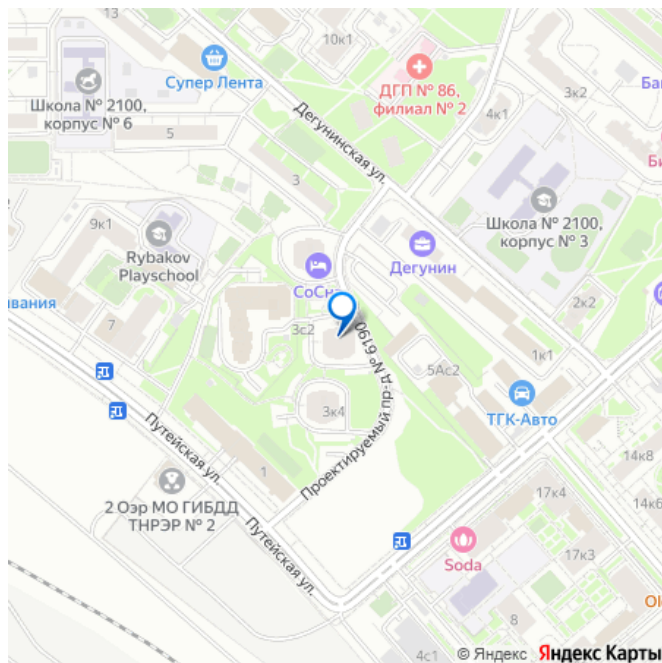 13
10к1
Супер Лента
ДГП № 86,
филиал № 2
3к2
Школа № 2100,
корпус № 6
5
Дегунинская ул.
4к1
3
9к1
Rybakov
Playschool
Школа № 2100,
корпус № 3
Дегунин
2к2
3с2
7
1к1
5Ас2
Проектируемый пр-д № 6190
ТГК-Авто
3к4
Путейская ул.
14к8
1
2 Оэр МО ГИБДД
ТНРЭР № 2
17к4
Путейская ул.
Soda
17к3
8
4с1
© Яндекс Яндекс Карты